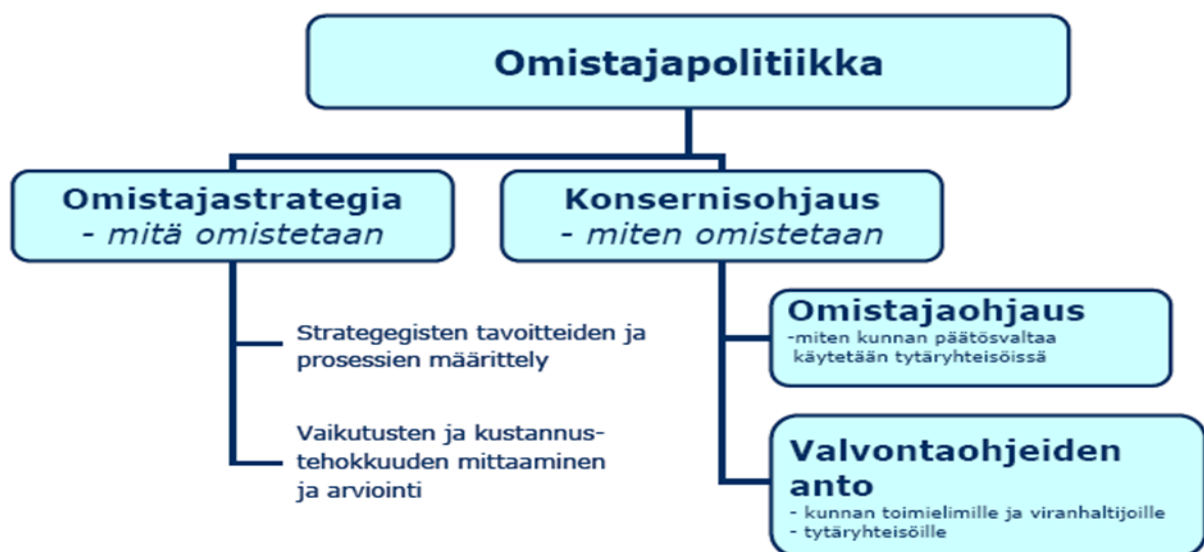 Omistajapolitiikka
Omistajastrategia
- mitä omistetaan
Konsernisohjaus
- miten omistetaan
Strategegisten tavoitteiden ja
prosessien määrittely
Vaikutusten ja kustannus-
tehokkuuden mittaaminen
ja arviointi
Omistajaohjaus
-miten kunnan päätösvaltaa
käytetään tytäryhteisöissä
Valvontaohjeiden
anto
- kunnan toimielimille ja viranhaltijoille
- tytäryhteisöille